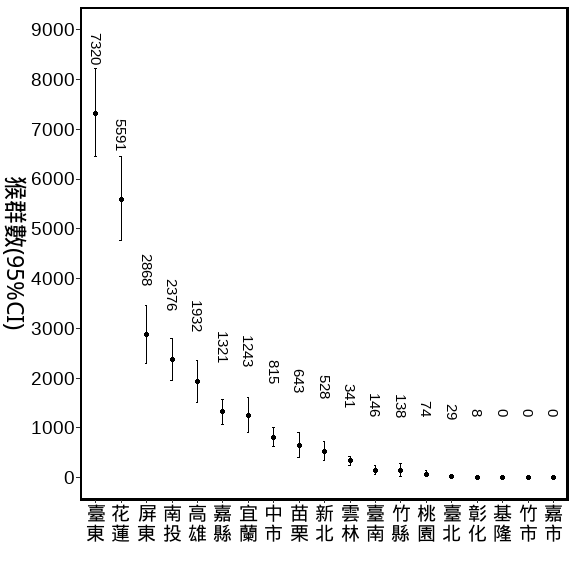 猴群數(95%CI)
9000
8000
7000
6000
5000
4000
3000
2000
1000
0
7320
5591
2868
2376
1932
1321
1243
815
643
528
341
146
138
74
29
8
0
0
0
臺東
花蓮
屏東
南投
高雄
嘉縣
宜蘭
中市
苗栗
新北
雲林
臺南
竹縣
桃園
臺北
彰化
基隆
竹市
嘉市